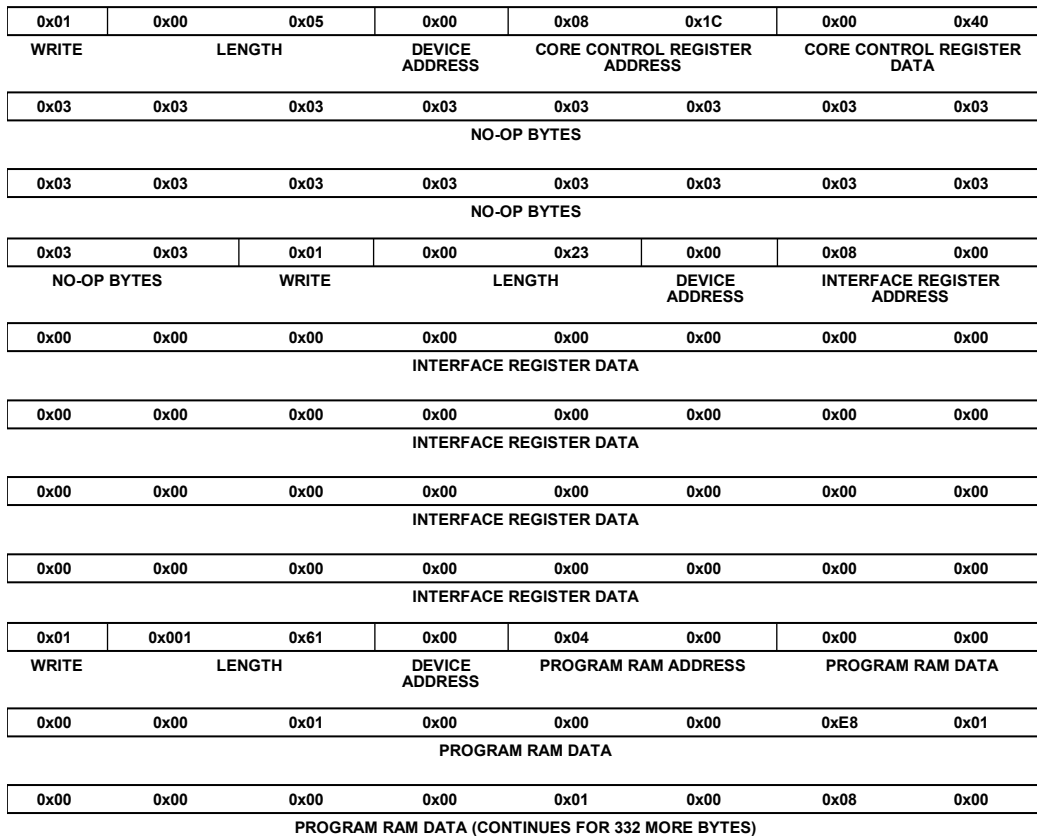 0x01 0x00 0x05 0x00 0x08 0x1C 0x00 0x40
WRITE LENGTH DEVICE ADDRESS CORE CONTROL REGISTER ADDRESS CORE CONTROL REGISTER DATA
0x03 0x03 0x03 0x03 0x03 0x03 0x03 0x03
NO-OP BYTES
0x03 0x03 0x03 0x03 0x03 0x03 0x03 0x03
NO-OP BYTES
0x03 0x03 0x01 0x00 0x23 0x00 0x08 0x00
NO-OP BYTES WRITE LENGTH DEVICE ADDRESS INTERFACE REGISTER ADDRESS
0x00 0x00 0x00 0x00 0x00 0x00 0x00 0x00
INTERFACE REGISTER DATA
0x00 0x00 0x00 0x00 0x00 0x00 0x00 0x00
INTERFACE REGISTER DATA
0x00 0x00 0x00 0x00 0x00 0x00 0x00 0x00
INTERFACE REGISTER DATA
0x00 0x00 0x00 0x00 0x00 0x00 0x00 0x00
INTERFACE REGISTER DATA
0x01 0x001 0x61 0x00 0x04 0x00 0x00 0x00
WRITE LENGTH DEVICE ADDRESS PROGRAM RAM ADDRESS PROGRAM RAM DATA
0x00 0x00 0x01 0x00 0x00 0x00 0xE8 0x01
PROGRAM RAM DATA
0x00 0x00 0x00 0x00 0x01 0x00 0x08 0x00
PROGRAM RAM DATA (CONTINUES FOR 332 MORE BYTES)